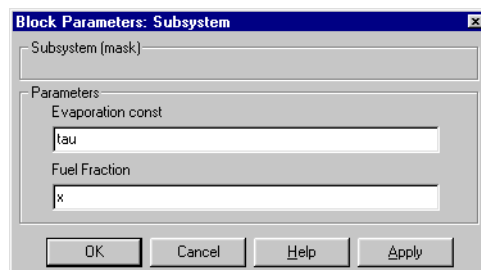 Block Parameters: Subsystem
Subsystem (mask)
Parameters
Evaporation const
tau
Fuel Fraction
x
OK Cancel Help Apply